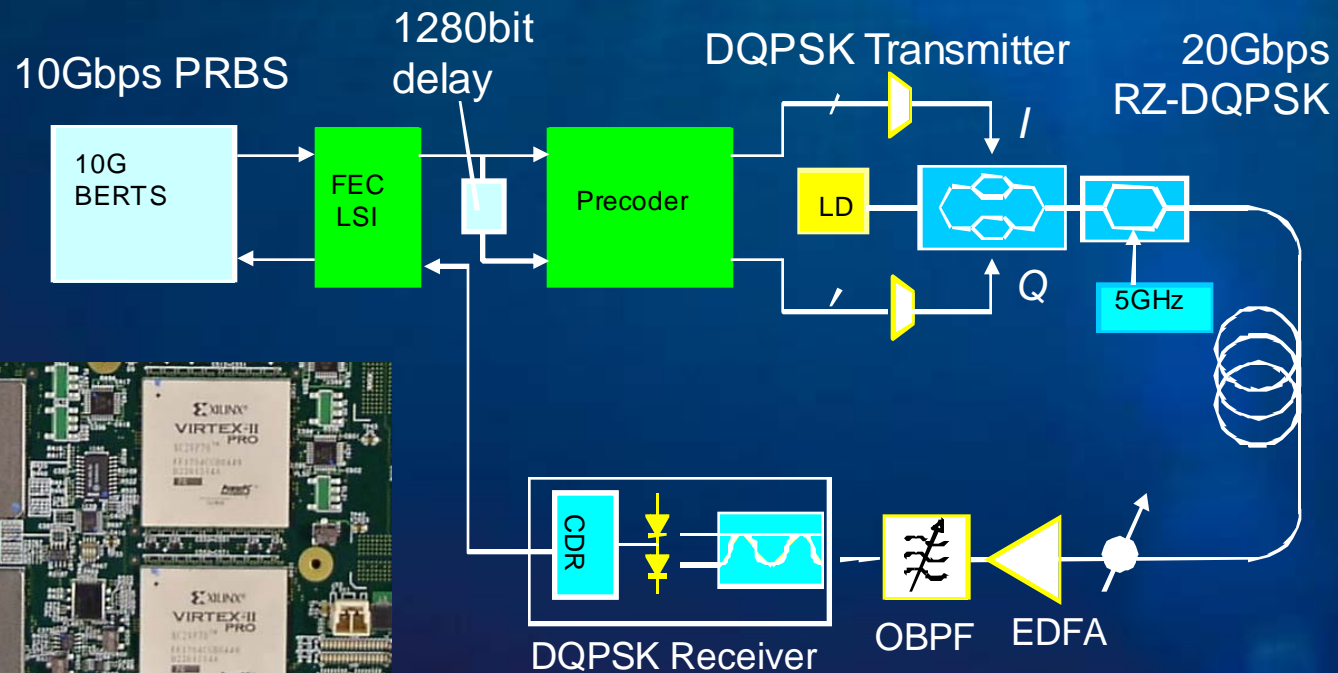 10Gbps PRBS
1280bit
delay
DQPSK Transmitter
20Gbps
RZ-DQPSK
10G
BERTS
FEC
LSI
Precoder
LD
I
Q
5GHz
CDR
DQPSK Receiver
OBPF
EDFA
XILINX
VIRTEX-II
PRO
PowerPC
XILINX
VIRTEX-II
PRO